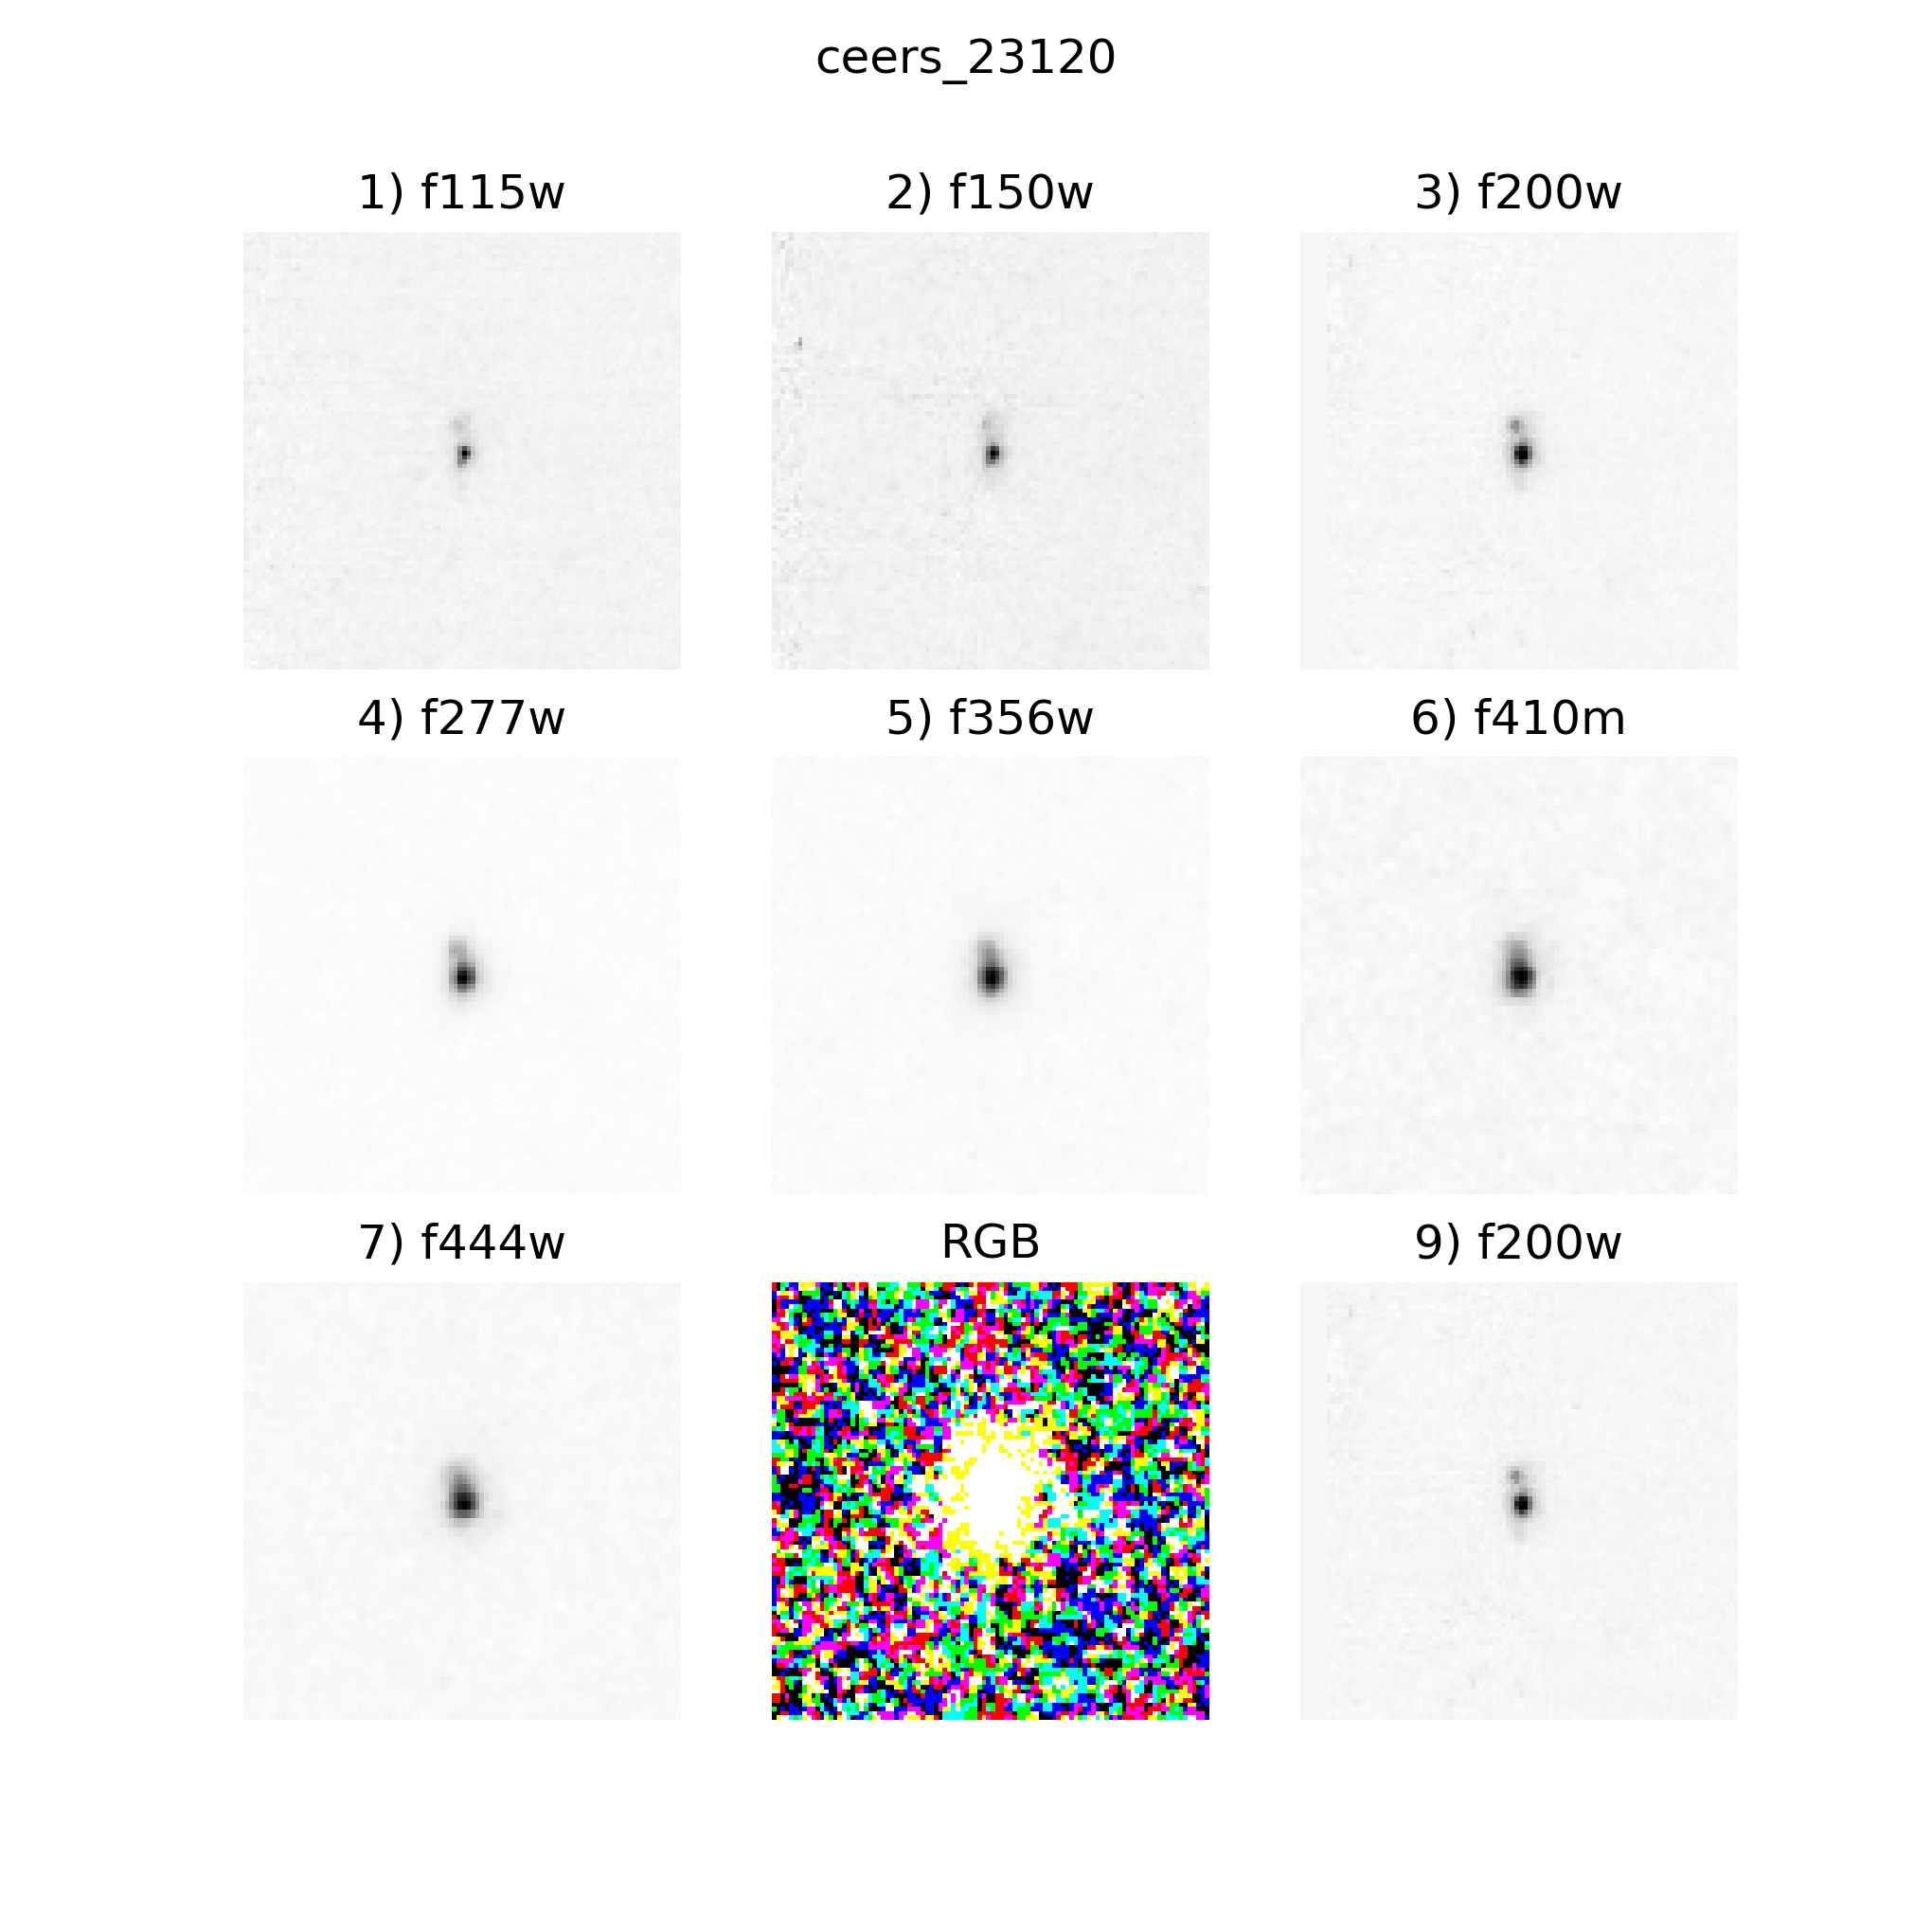 ceers_23120
1) f115w
2) f150w
3) f200w
4) f277w
5) f356w
6) f410m
7) f444w
RGB
9) f200w